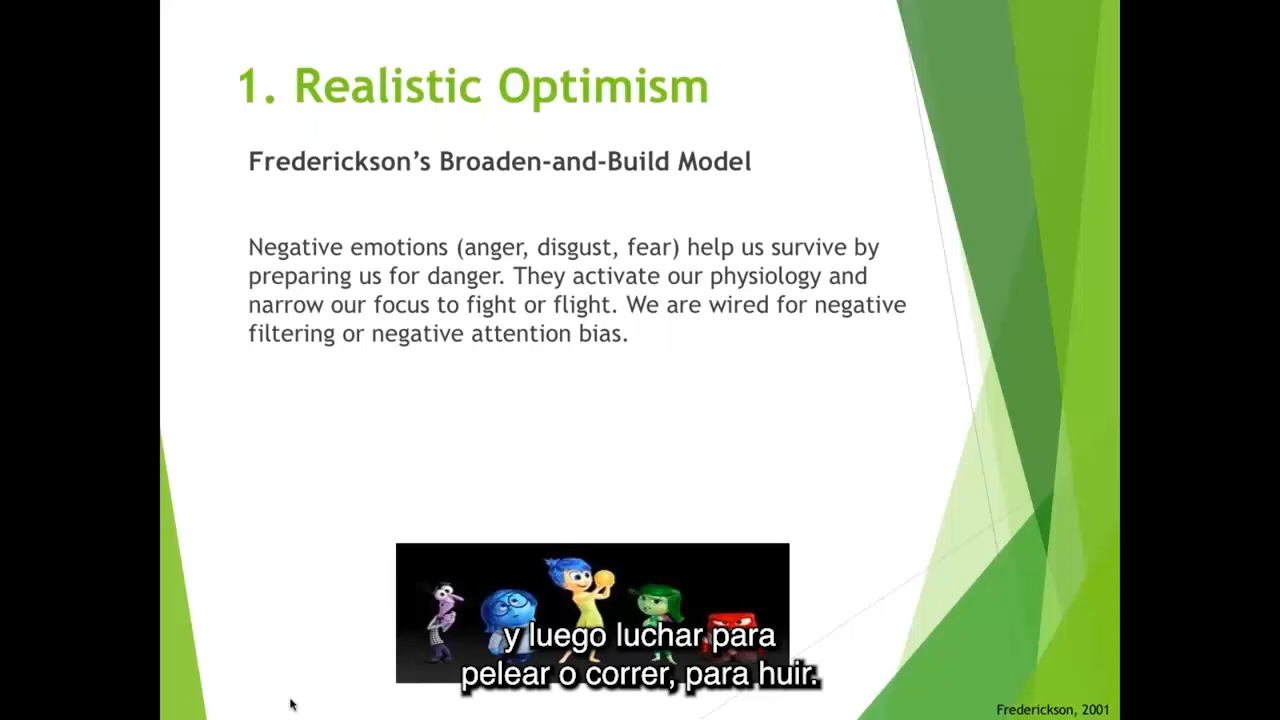 1. Realistic Optimism
Frederickson’s Broaden-and-Build Model
Negative emotions (anger, disgust, fear) help us survive by
preparing us for danger. They activate our physiology and
narrow our focus to fight or flight. We are wired for negative
filtering or negative attention bias.
y luego luchar para
pelear o correr, para huir.
Frederickson, 2001